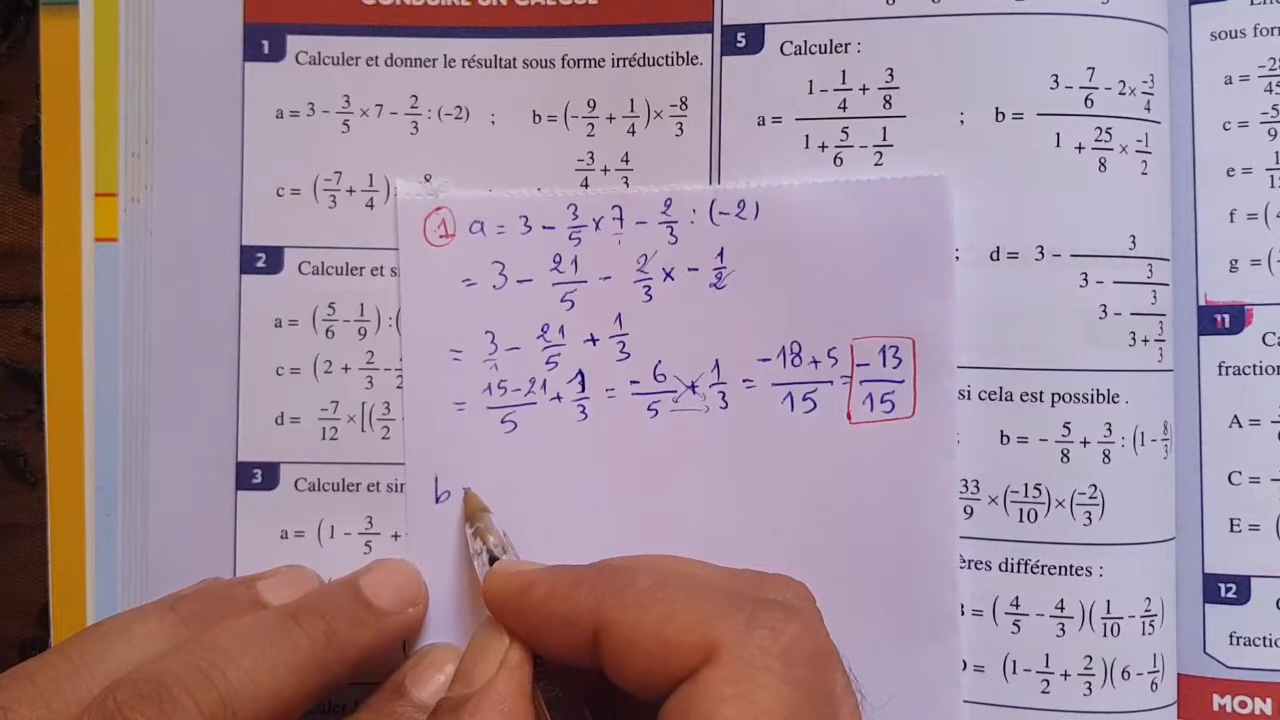 CONDUIRE UN CALCUL
1 Calculer et donner le résultat sous forme irréductible.
a = 3 - 3/5 × 7 - 2/3 : (-2) ; b = (-9/2 + 1/4) × -8/3
c = (-7/3 + 1/4)
-3/4 + 4/3
2 Calculer et si
a = (5/6 - 1/9) : (
c = (2 + 2/3 -
d = -7/12 × [(3/2
3 Calculer et sin
a = (1 - 3/5 +
① a = 3 - 3/5 × 7 - 2/3 : (-2)
= 3 - 21/5 - 2/3 × - 1/2
= 3/1 - 21/5 + 1/3
= 15-21/5 + 1/3 = -6/5 + 1/3 = -18+5/15 = -13/15
b =
5 Calculer :
a = (1 - 1/4 + 3/8)/(1 + 5/6 - 1/2) ; b = (3 - 7/6 - 2 × -3/4)/(1 + 25/8 × -1/2)
; d = 3 - 3/(3 - 3/(3 - 3/(3 + 3/3)))
si cela est possible .
; b = - 5/8 + 3/8 : (1 - 8/3
33/9 × (-15/10) × (-2/3)
ères différentes :
= (4/5 - 4/3)(1/10 - 2/15)
= (1 - 1/2 + 2/3)(6 - 1/6)
sous for
a =
c =
e =
f = (
g = (
11
fraction
A =
C =
E =
12
fractio
MON